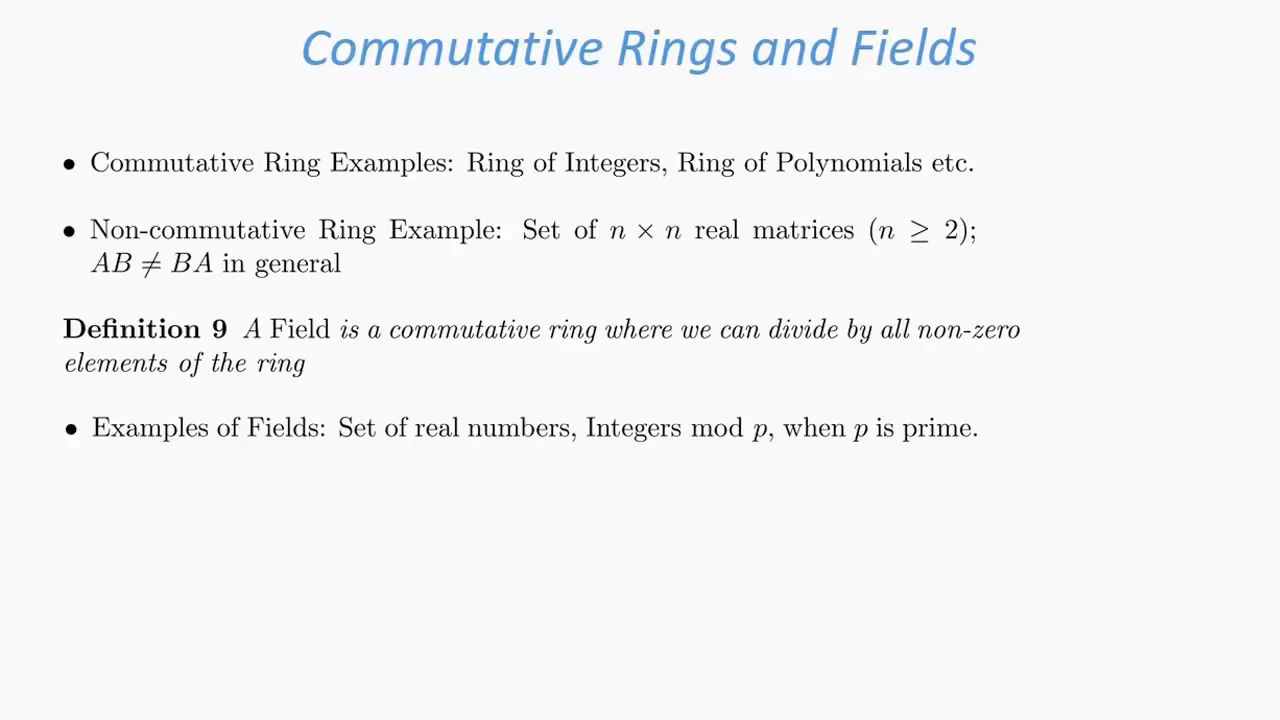 Commutative Rings and Fields
• Commutative Ring Examples: Ring of Integers, Ring of Polynomials etc.
• Non-commutative Ring Example: Set of n × n real matrices (n ≥ 2);
AB ≠ BA in general
Definition 9 A Field is a commutative ring where we can divide by all non-zero
elements of the ring
• Examples of Fields: Set of real numbers, Integers mod p, when p is prime.